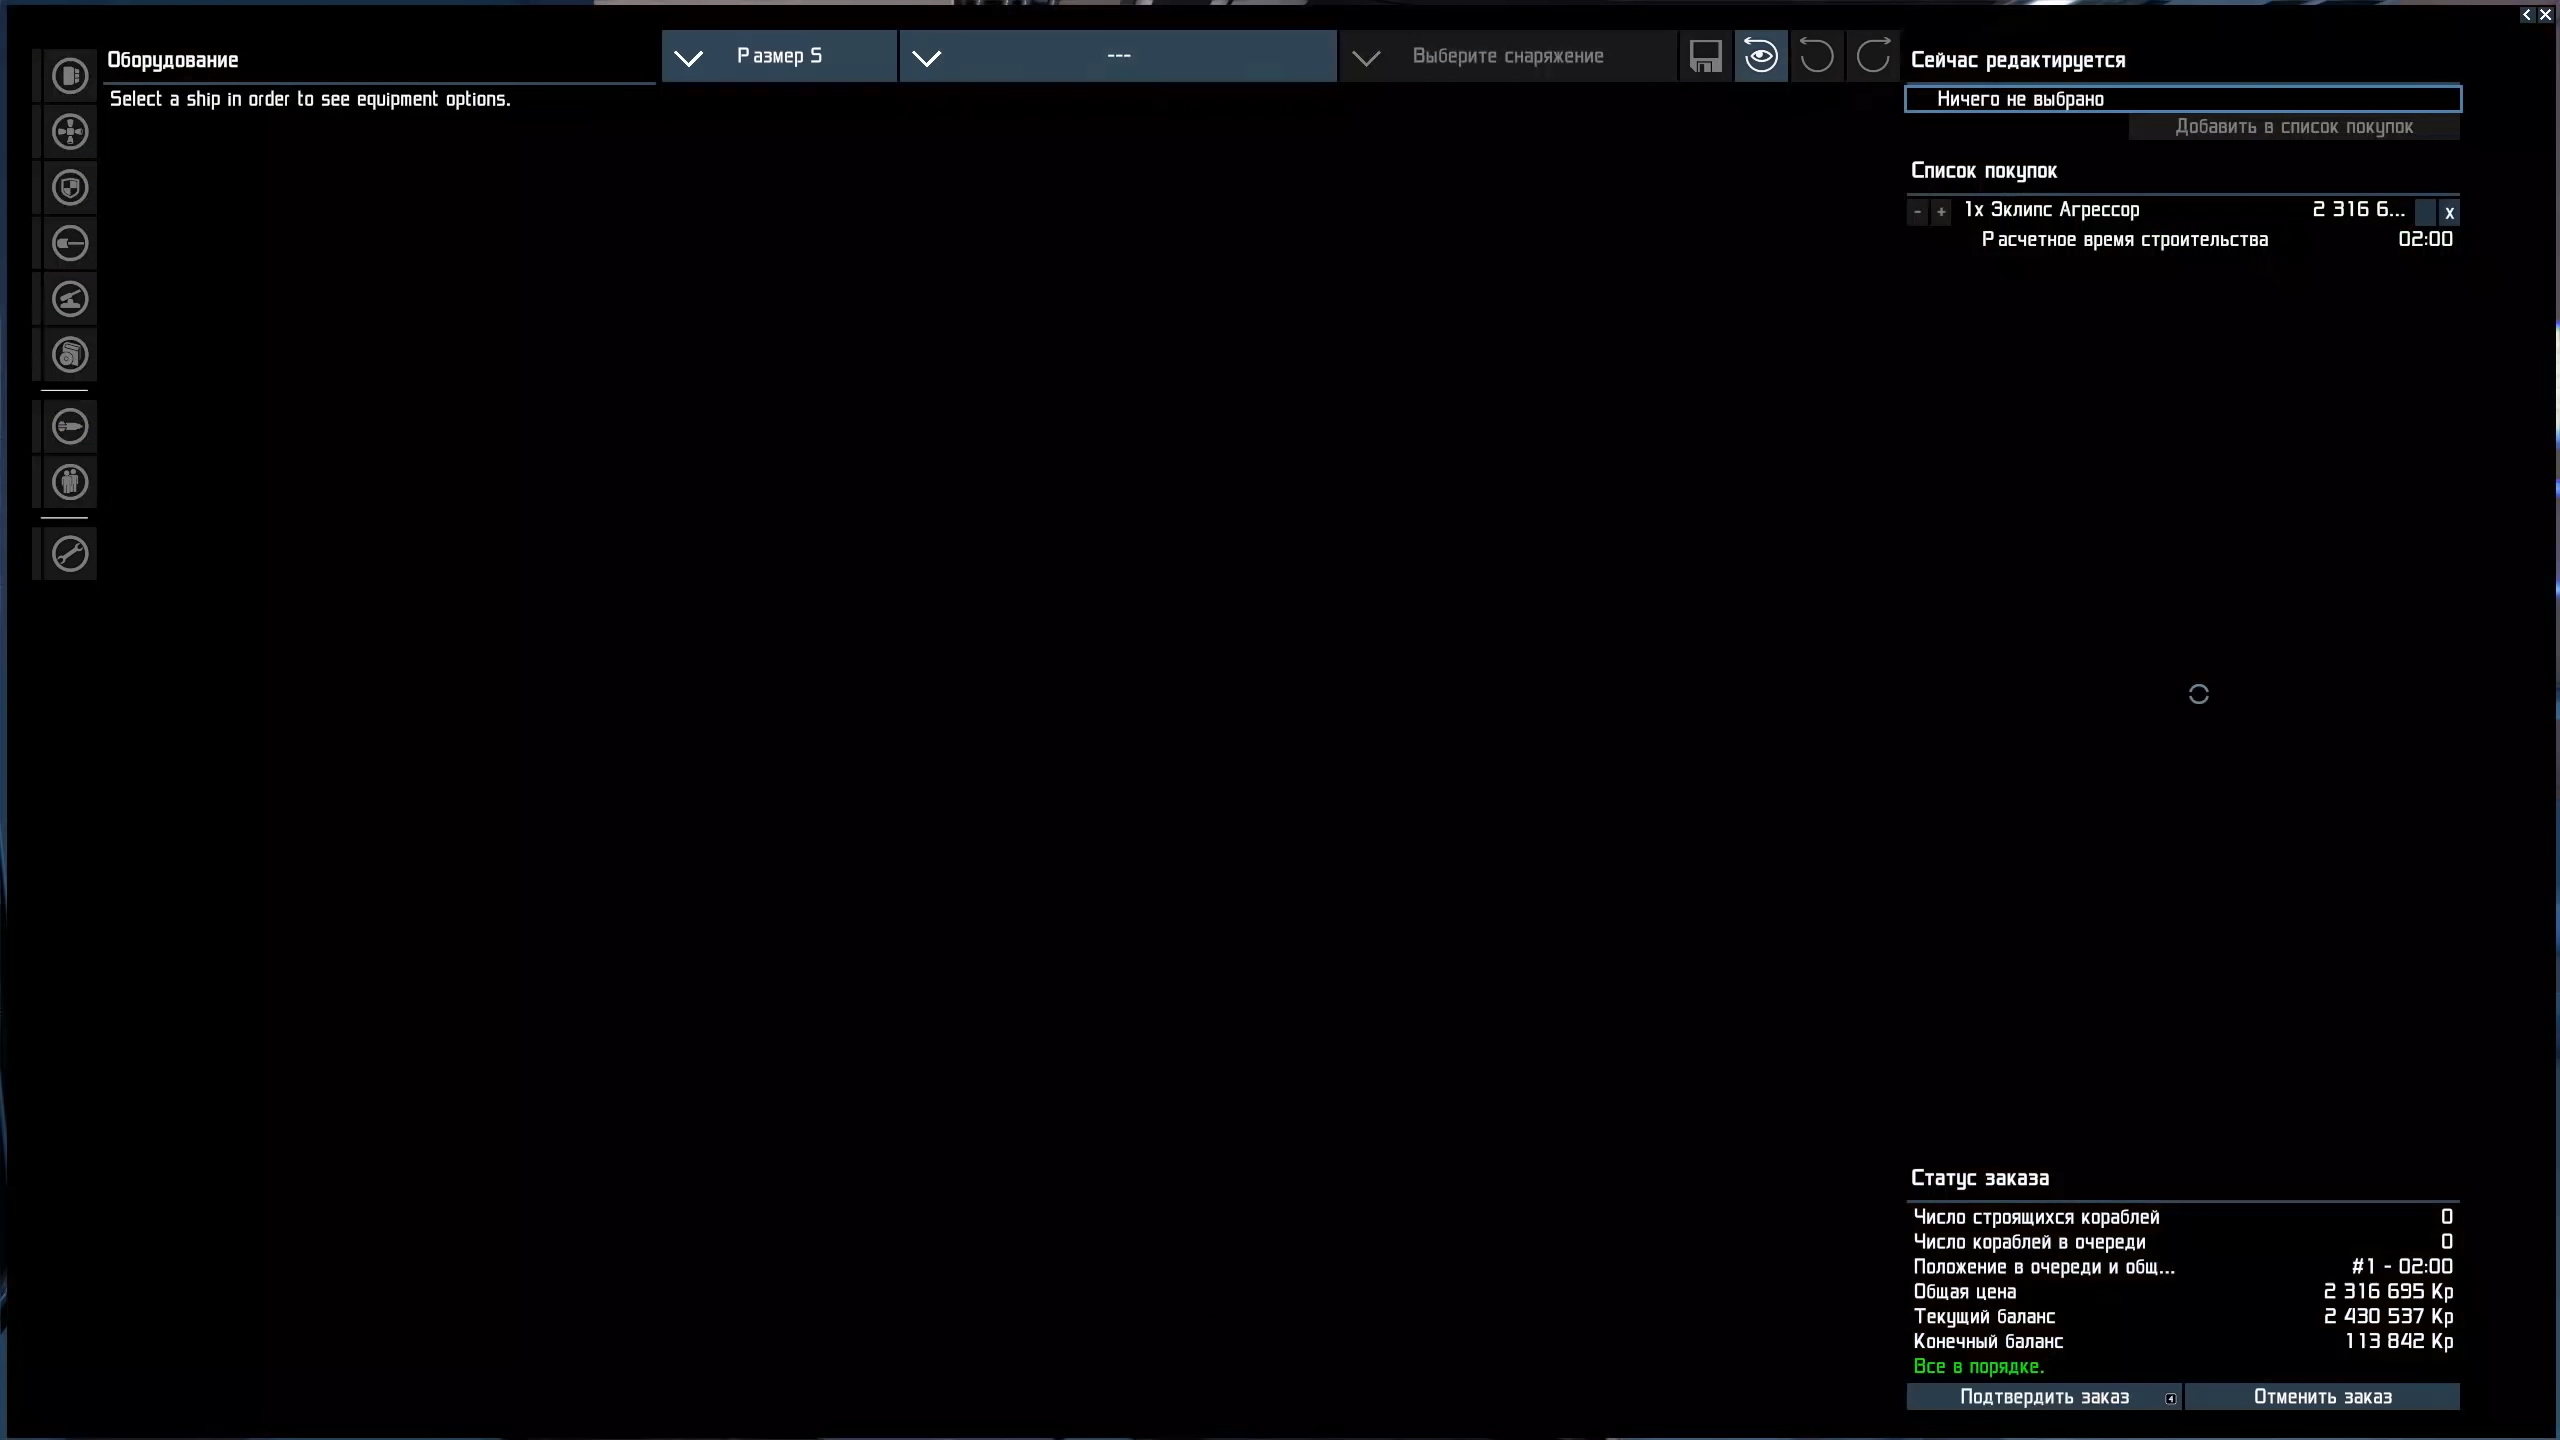 Оборудование
Select a ship in order to see equipment options.
Размер S
---
Выберите снаряжение
Сейчас редактируется
Ничего не выбрано
Добавить в список покупок
Список покупок
- + 1x Эклипс Агрессор 2 316 6... x
Расчетное время строительства 02:00
Статус заказа
Число строящихся кораблей 0
Число кораблей в очереди 0
Положение в очереди и общ... #1 - 02:00
Общая цена 2 316 695 Кр
Текущий баланс 2 430 537 Кр
Конечный баланс 113 842 Кр
Все в порядке.
Подтвердить заказ
Отменить заказ